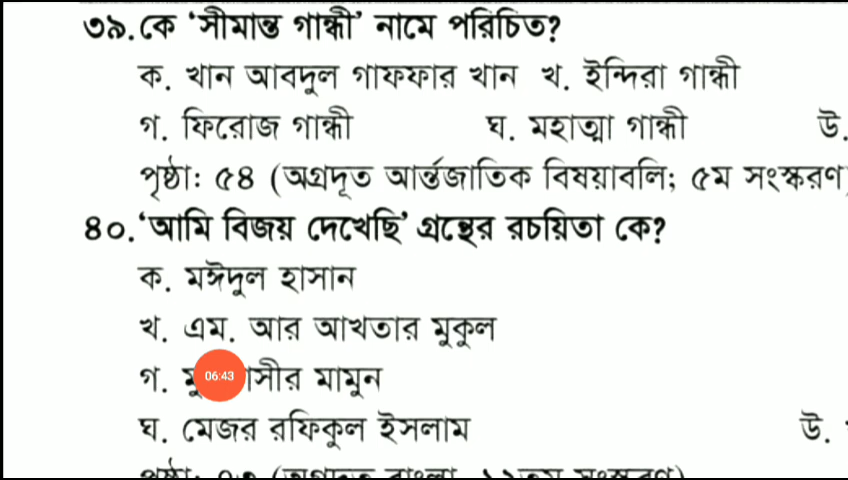 ৩৯.কে ‘সীমান্ত গান্ধী’ নামে পরিচিত?
ক. খান আবদুল গাফফার খান খ. ইন্দিরা গান্ধী
গ. ফিরোজ গান্ধী ঘ. মহাত্মা গান্ধী উ.
পৃষ্ঠা: ৫৪ (অগ্রদূত আর্ন্তজাতিক বিষয়াবলি; ৫ম সংস্করণ)
৪০.‘আমি বিজয় দেখেছি’ গ্রন্থের রচয়িতা কে?
ক. মঈদুল হাসান
খ. এম. আর আখতার মুকুল
গ. 06:43 মামুন
ঘ. মেজর রফিকুল ইসলাম উ.